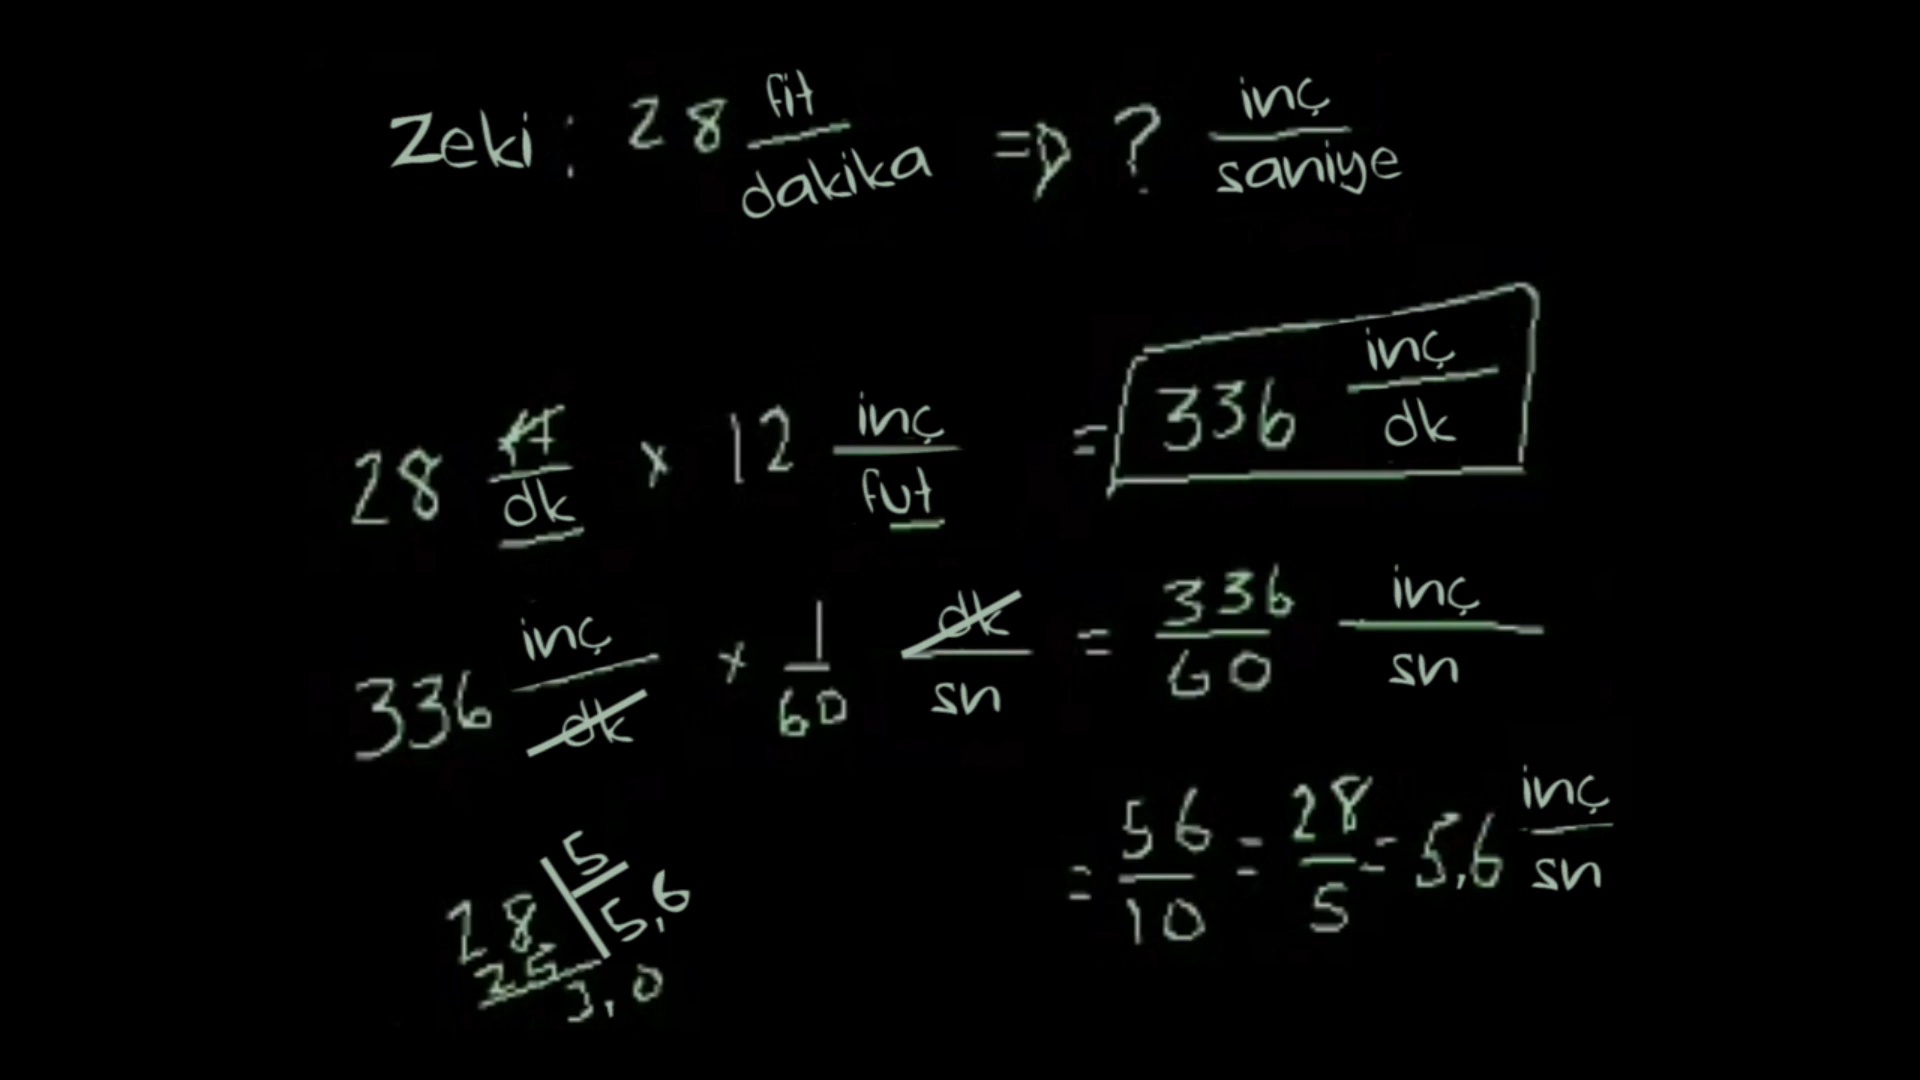 Zeki : 28 fit/dakika => ? inç/saniye
28 ft/dk x 12 inç/fut = 336 inç/dk
336 inç/dk x 1/60 dk/sn = 336/60 inç/sn
= 56/10 = 28/5 = 5,6 inç/sn
28 5
25 5,6
3,0